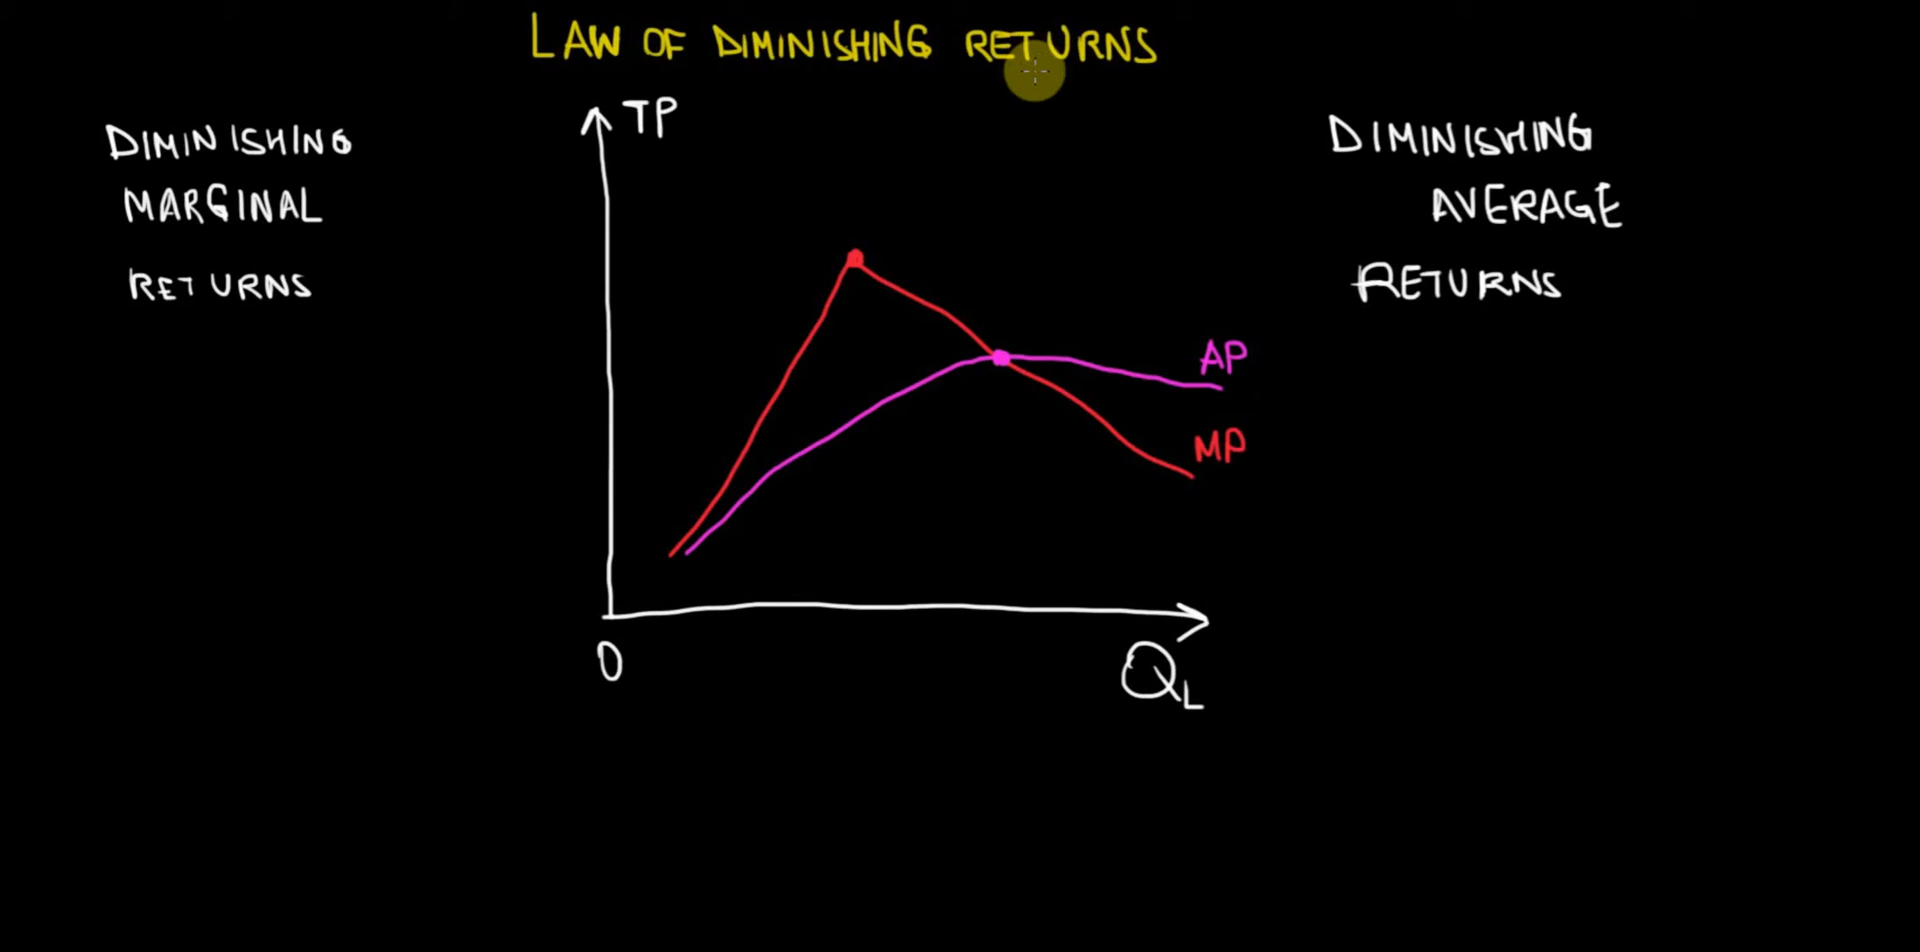 LAW OF DIMINISHING RETURNS
DIMINISHING
MARGINAL
RETURNS
TP
DIMINISHING
AVERAGE
RETURNS
AP
MP
0
QL